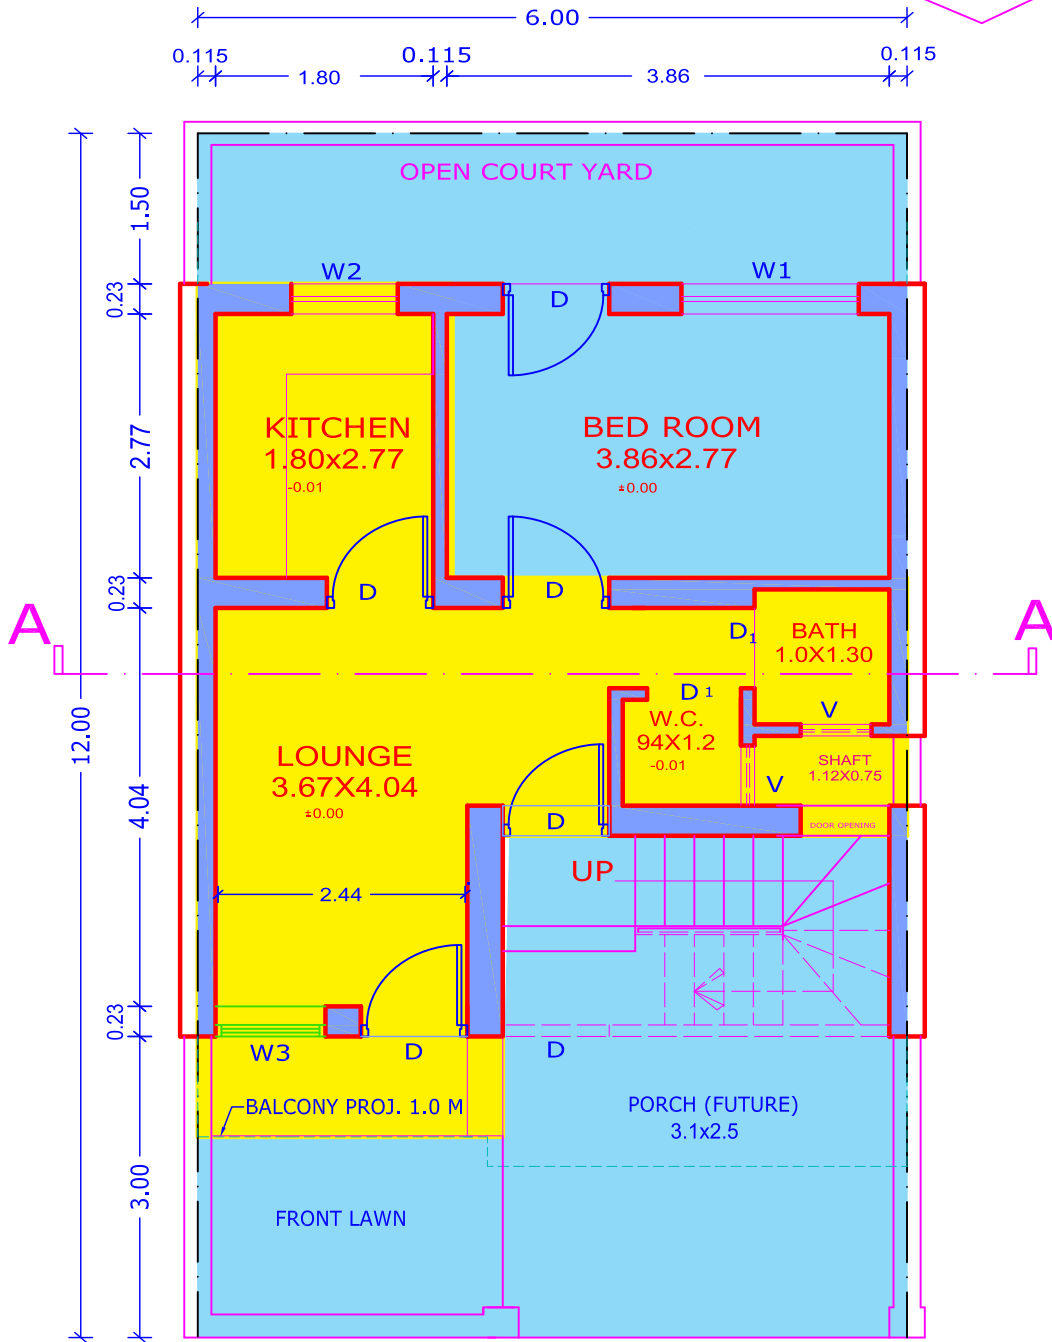 6.00
0.115
0.115
0.115
1.80
3.86
OPEN COURT YARD
1.50
W2
W1
0.23
D
KITCHEN
1.80x2.77
-0.01
BED ROOM
3.86x2.77
±0.00
2.77
0.23
D
D
A
A
D1
BATH
1.0X1.30
D 1
V
W.C.
94X1.2
-0.01
12.00
LOUNGE
3.67X4.04
±0.00
SHAFT
1.12X0.75
V
4.04
D
DOOR OPENING
UP
2.44
0.23
W3
D
D
BALCONY PROJ. 1.0 M
PORCH (FUTURE)
3.1x2.5
3.00
FRONT LAWN